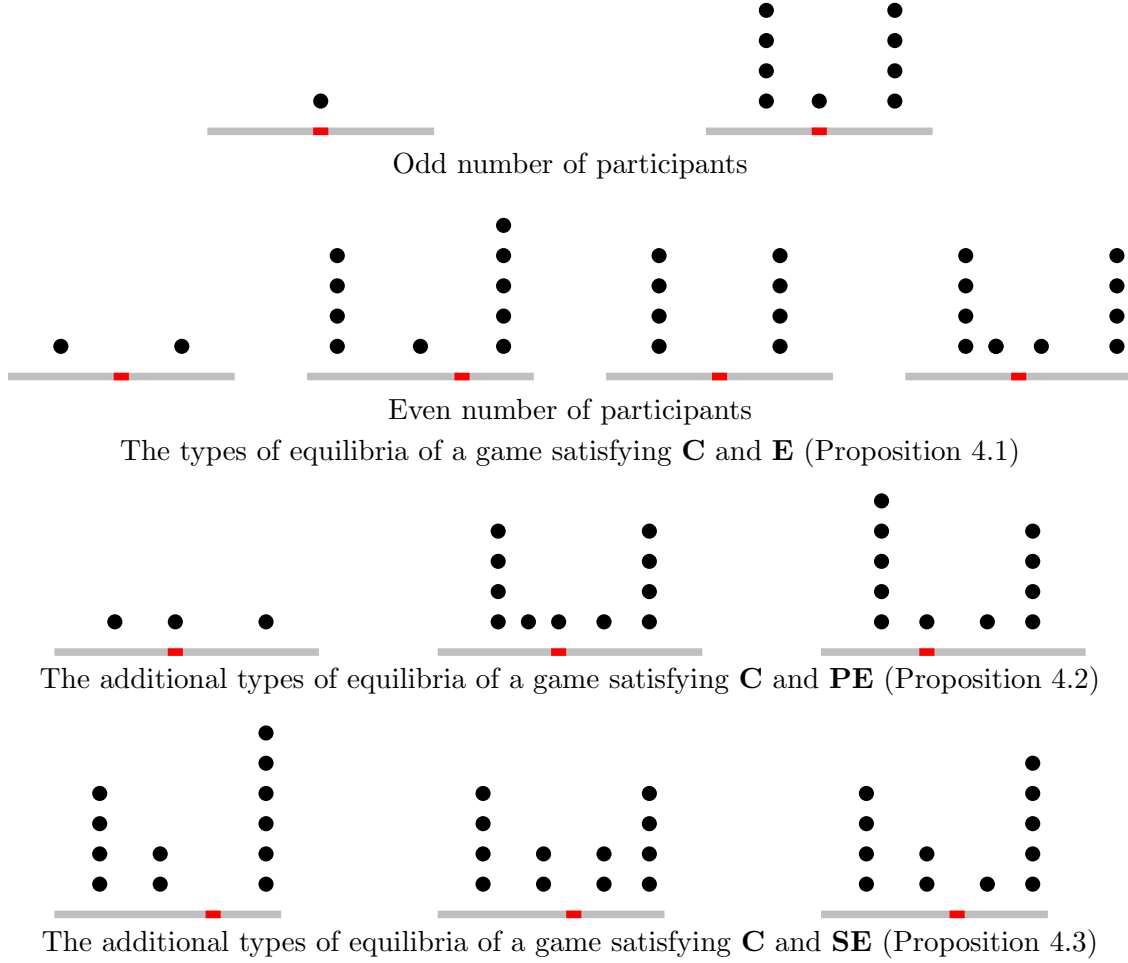 Odd number of participants
Even number of participants
The types of equilibria of a game satisfying C and E (Proposition 4.1)
The additional types of equilibria of a game satisfying C and PE (Proposition 4.2)
The additional types of equilibria of a game satisfying C and SE (Proposition 4.3)